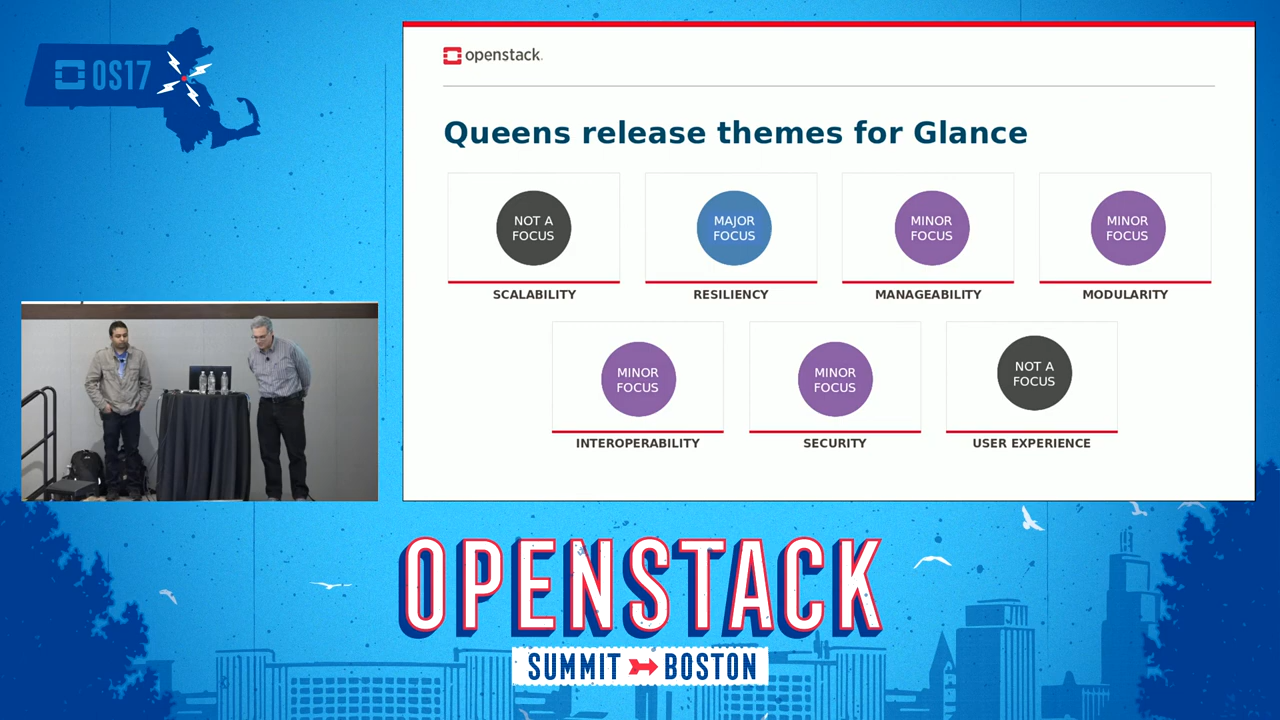 OS17
openstack.
Queens release themes for Glance
NOT A
FOCUS
MAJOR
FOCUS
MINOR
FOCUS
MINOR
FOCUS
SCALABILITY
RESILIENCY
MANAGEABILITY
MODULARITY
MINOR
FOCUS
MINOR
FOCUS
NOT A
FOCUS
INTEROPERABILITY
SECURITY
USER EXPERIENCE
OPENSTACK
SUMMIT BOSTON